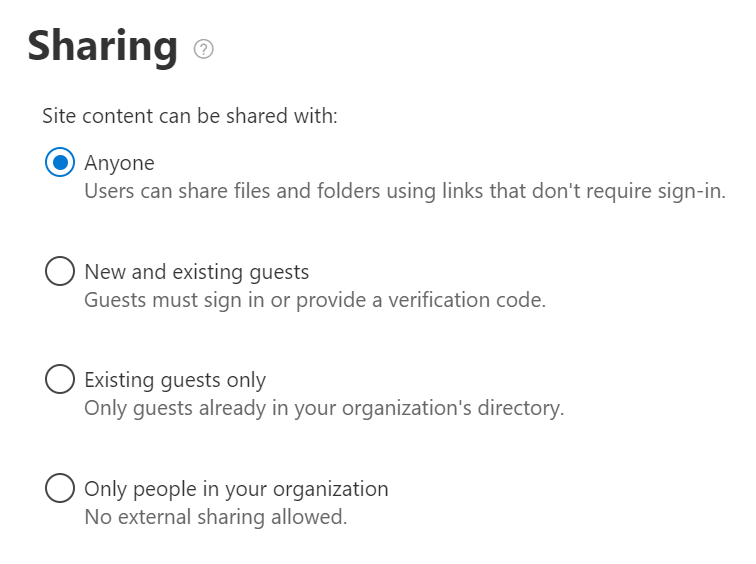 Sharing ?
Site content can be shared with:
Anyone
Users can share files and folders using links that don't require sign-in.
New and existing guests
Guests must sign in or provide a verification code.
Existing guests only
Only guests already in your organization's directory.
Only people in your organization
No external sharing allowed.